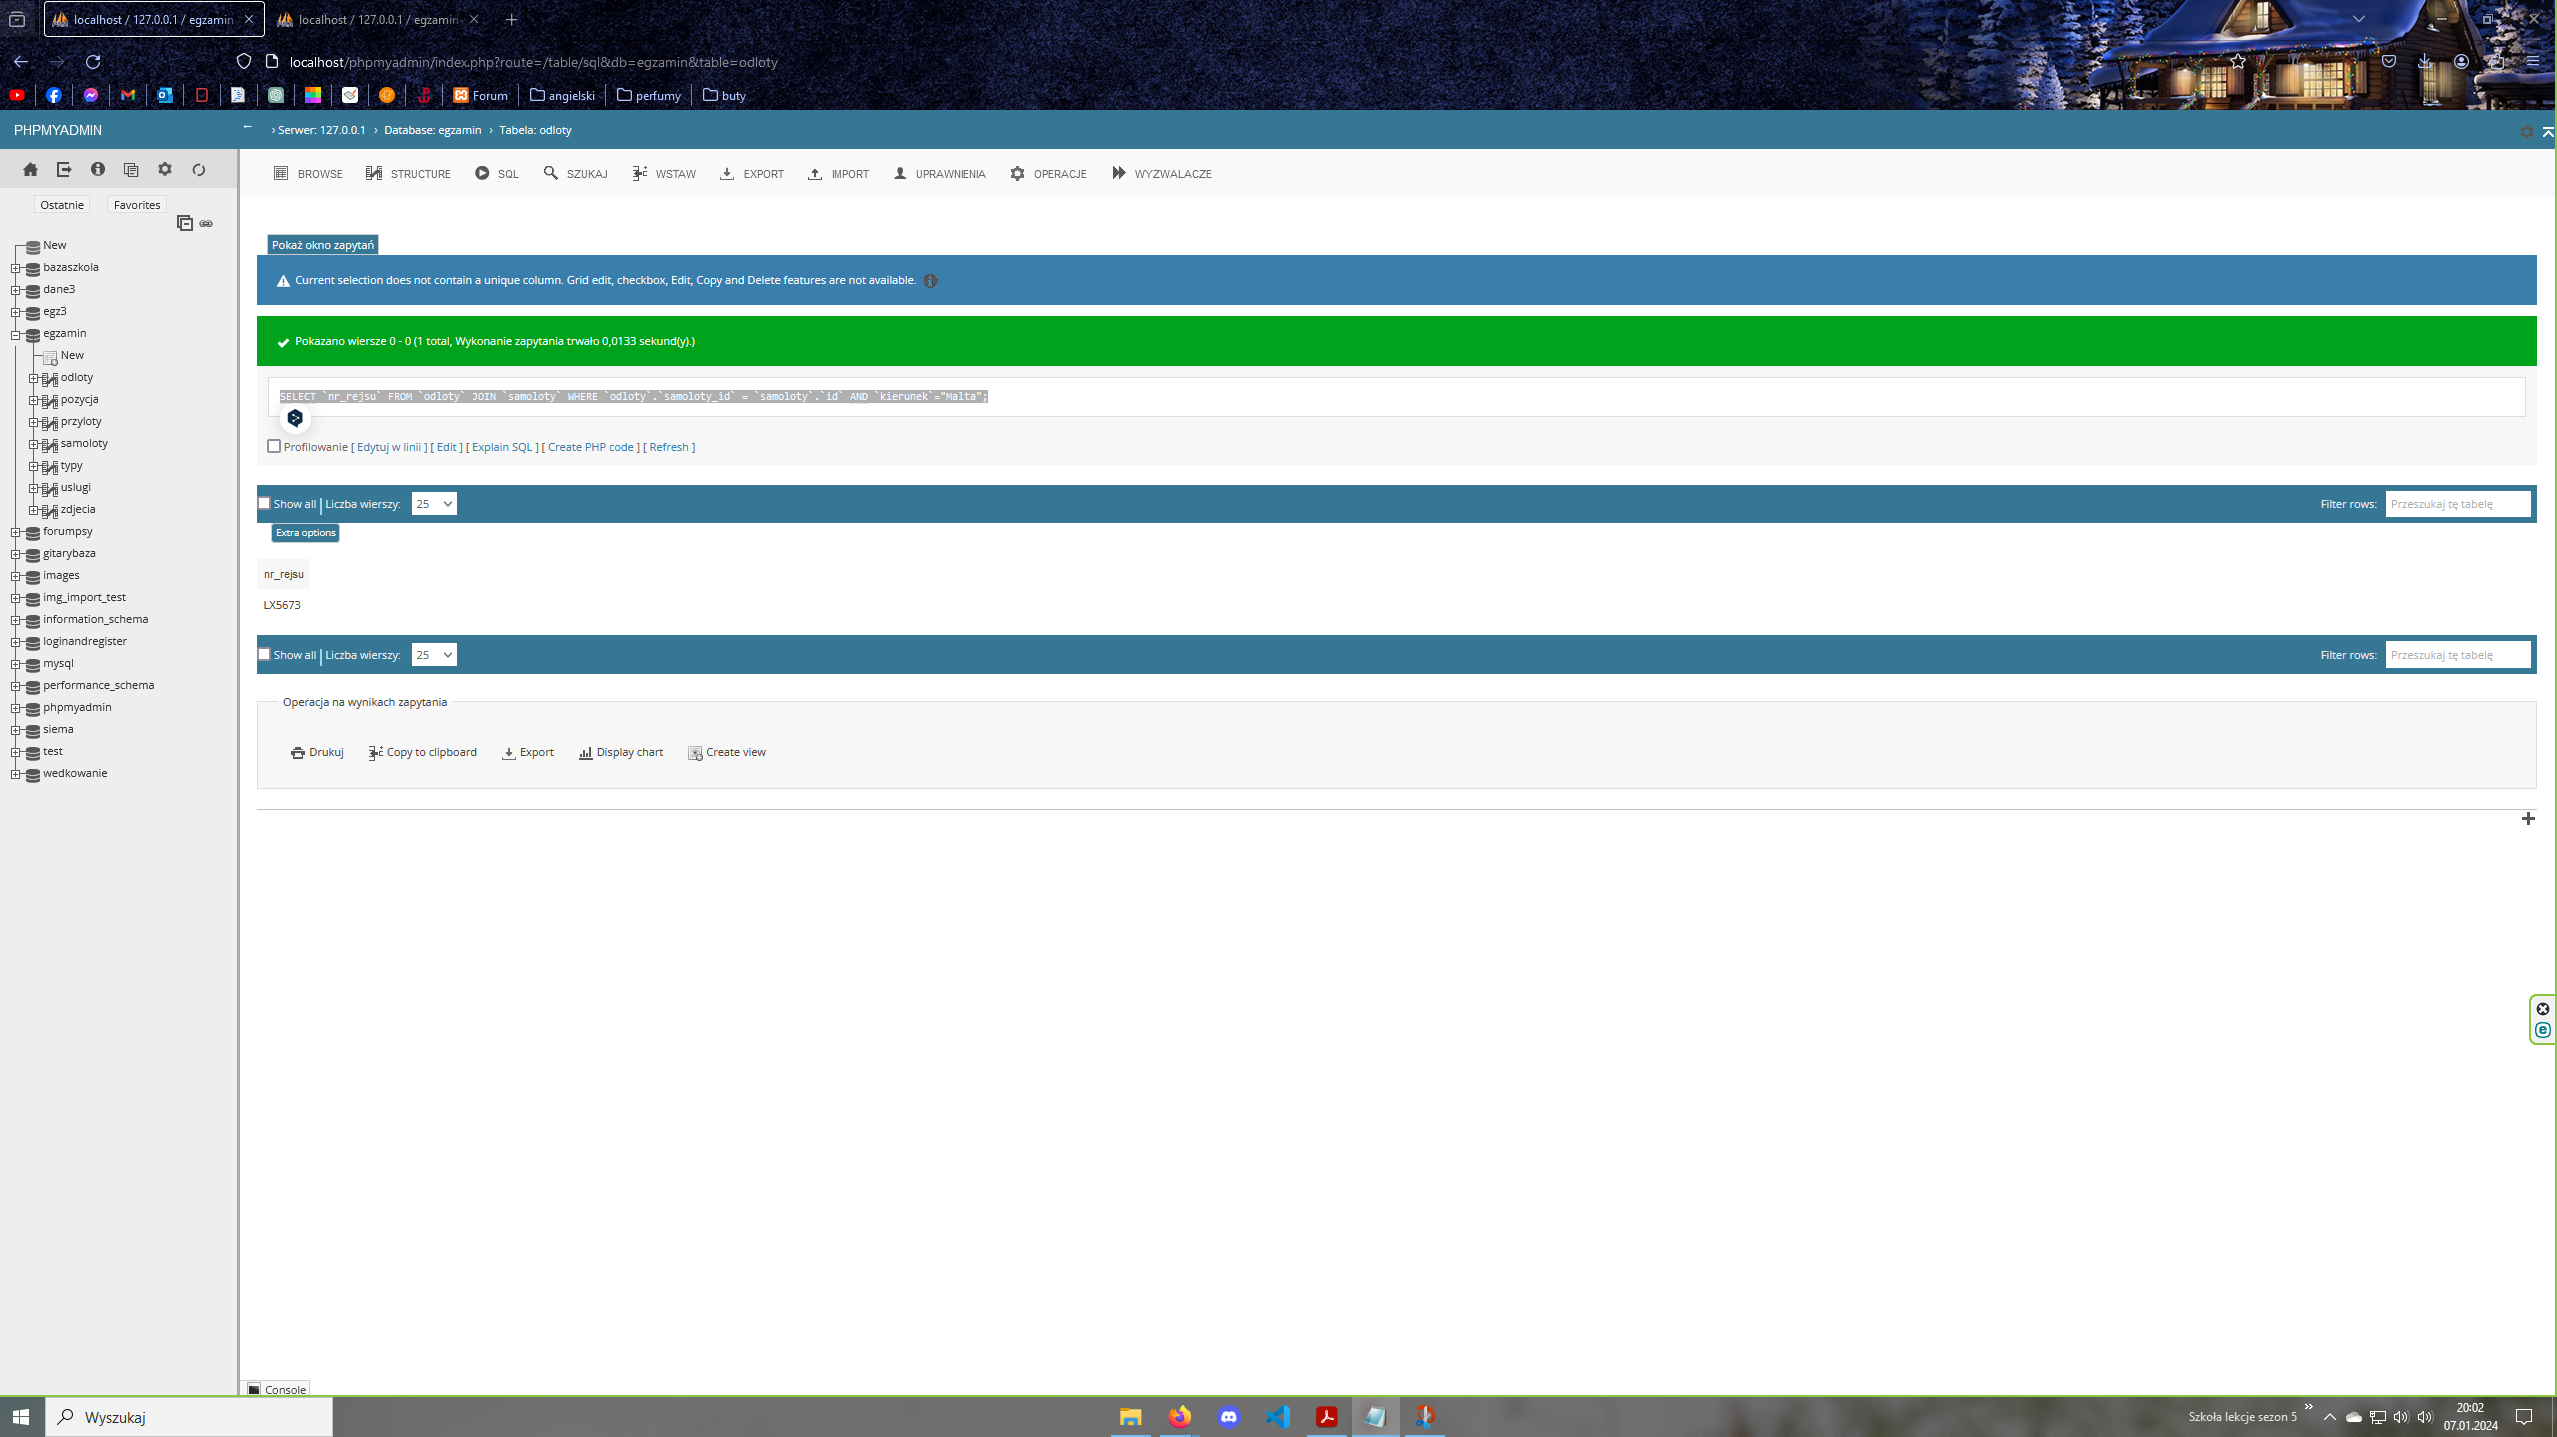 localhost / 127.0.0.1 / egzamin
localhost / 127.0.0.1 / egzamin
localhost/phpmyadmin/index.php?route=/table/sql&db=egzamin&table=odloty
Forum
angielski
perfumy
buty
PHPMYADMIN
← › Serwer: 127.0.0.1 › Database: egzamin › Tabela: odloty
BROWSE STRUCTURE SQL SZUKAJ WSTAW EXPORT IMPORT UPRAWNIENIA OPERACJE WYZWALACZE
Ostatnie Favorites
New
bazaszkola
dane3
egz3
egzamin
New
odloty
pozycja
przyloty
samoloty
typy
uslugi
zdjecia
forumpsy
gitarybaza
images
img_import_test
information_schema
loginandregister
mysql
performance_schema
phpmyadmin
siema
test
wedkowanie
Pokaż okno zapytań
Current selection does not contain a unique column. Grid edit, checkbox, Edit, Copy and Delete features are not available.
Pokazano wiersze 0 - 0 (1 total, Wykonanie zapytania trwało 0,0133 sekund(y).)
SELECT `nr_rejsu` FROM `odloty` JOIN `samoloty` WHERE `odloty`.`samoloty_id` = `samoloty`.`id` AND `kierunek`="Malta";
Profilowanie [ Edytuj w linii ] [ Edit ] [ Explain SQL ] [ Create PHP code ] [ Refresh ]
Show all | Liczba wierszy: 25 Filter rows: Przeszukaj tę tabelę
Extra options
nr_rejsu
LX5673
Show all | Liczba wierszy: 25 Filter rows: Przeszukaj tę tabelę
Operacja na wynikach zapytania
Drukuj Copy to clipboard Export Display chart Create view
Console
Wyszukaj
Szkoła lekcje sezon 5
20:02
07.01.2024